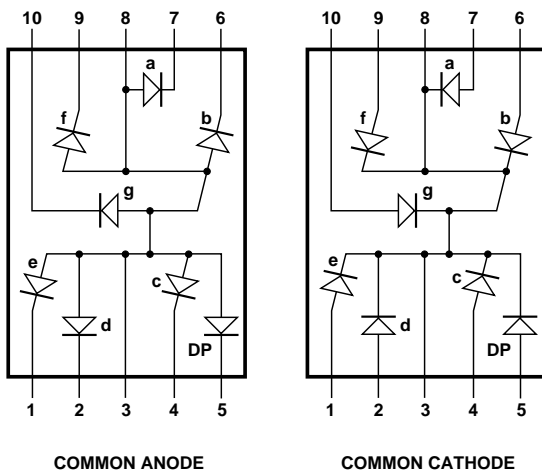 10 9 8 7 6
a
f
b
g
e
c
d
DP
1 2 3 4 5
COMMON ANODE
10 9 8 7 6
a
f
b
g
e
c
d
DP
1 2 3 4 5
COMMON CATHODE